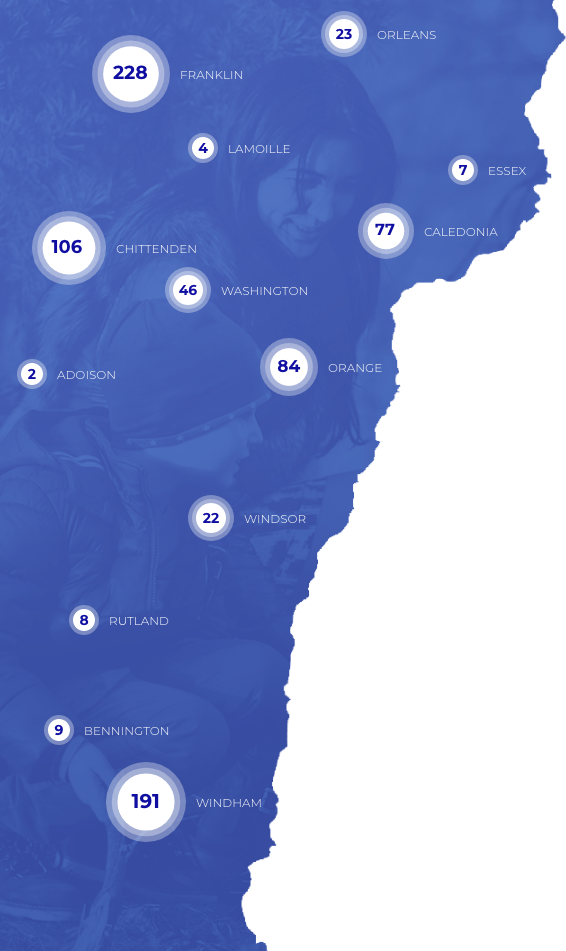 23 ORLEANS
228 FRANKLIN
4 LAMOILLE
7 ESSEX
77 CALEDONIA
106 CHITTENDEN
46 WASHINGTON
84 ORANGE
2 ADOISON
22 WINDSOR
8 RUTLAND
9 BENNINGTON
191 WINDHAM